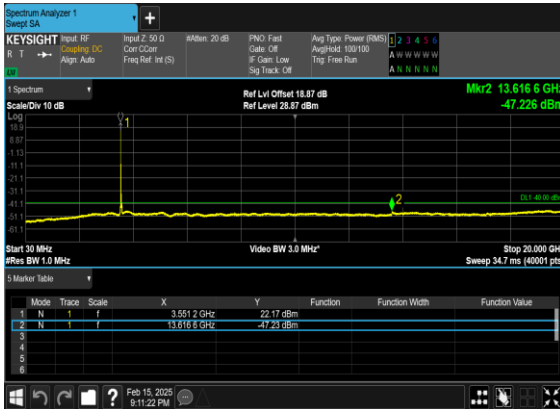 Spectrum Analyzer 1
Swept SA
+
KEYSIGHT Input: RF Input Z: 50 Ω #Atten: 20 dB PNO: Fast Avg Type: Power (RMS) 1 2 3 4 5 6
R T Coupling: DC Corr CCorr Gate: Off Avg|Hold: 100/100 A W W W W W
Align: Auto Freq Ref: Int (S) IF Gain: Low Trig: Free Run
Sig Track: Off A N N N N N
LW
1 Spectrum Ref Lvl Offset 18.87 dB Mkr2 13.616 6 GHz
Scale/Div 10 dB Ref Level 28.87 dBm -47.226 dBm
Log
18.9
8.87
-1.13
-11.1
-21.1
-31.1
-41.1
-51.1
-61.1
1
2
DL1 -40.00 dBm
Start 30 MHz Video BW 3.0 MHz* Stop 20.000 GHz
#Res BW 1.0 MHz Sweep 34.7 ms (40001 pts)
5 Marker Table
Mode Trace Scale X Y Function Function Width Function Value
1 N 1 f 3.551 2 GHz 22.17 dBm
2 N 1 f 13.616 6 GHz -47.23 dBm
3
4
5
6
? Feb 15, 2025
9:11:22 PM